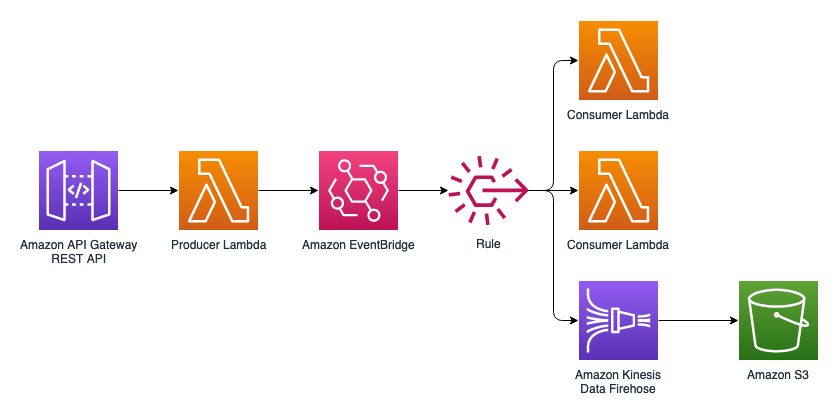 Consumer Lambda
Amazon API Gateway
REST API
</>
Producer Lambda
Amazon EventBridge
Rule
Consumer Lambda
Amazon Kinesis
Data Firehose
Amazon S3